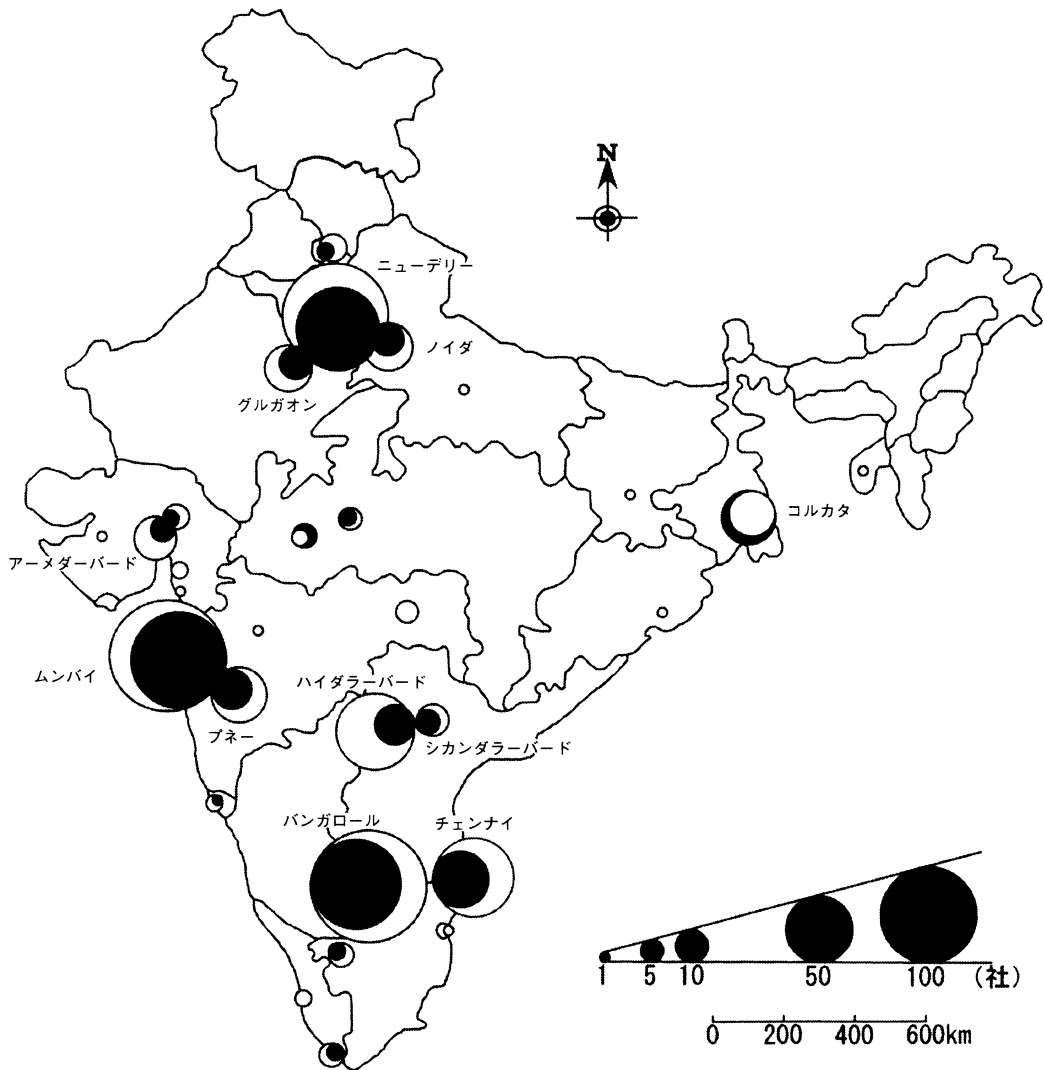 N
ニューデリー
ノイダ
グルガオン
コルカタ
アーメダーバード
ムンバイ
プネー
ハイダラーバード
シカンダラーバード
バンガロール
チェンナイ
1 5 10 50 100 (社)
0 200 400 600km